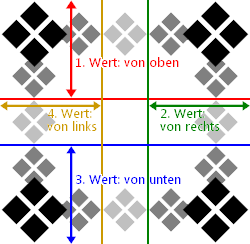 1. Wert: von oben
4. Wert:
von links
2. Wert:
von rechts
3. Wert: von unten